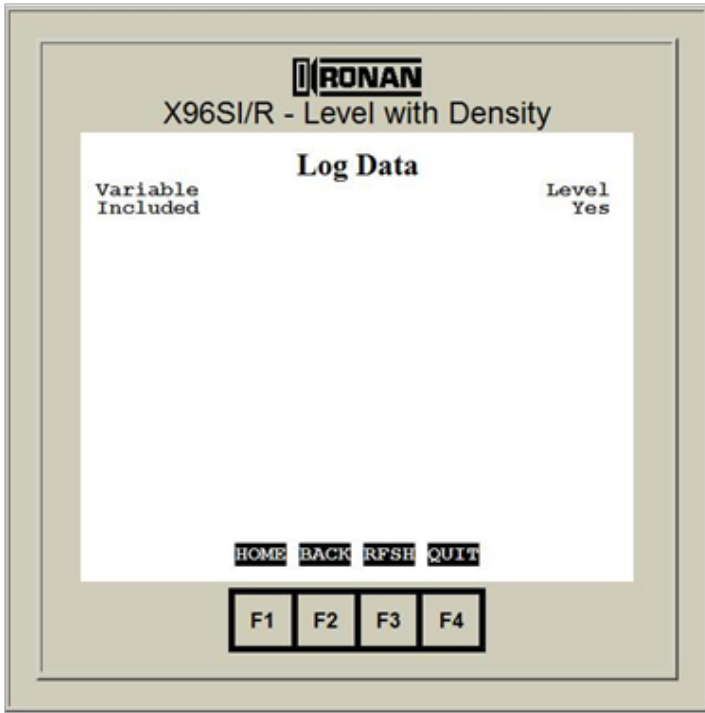 RONAN
X96SI/R - Level with Density
Log Data
Variable Level
Included Yes
HOME BACK RFSH QUIT
F1 F2 F3 F4